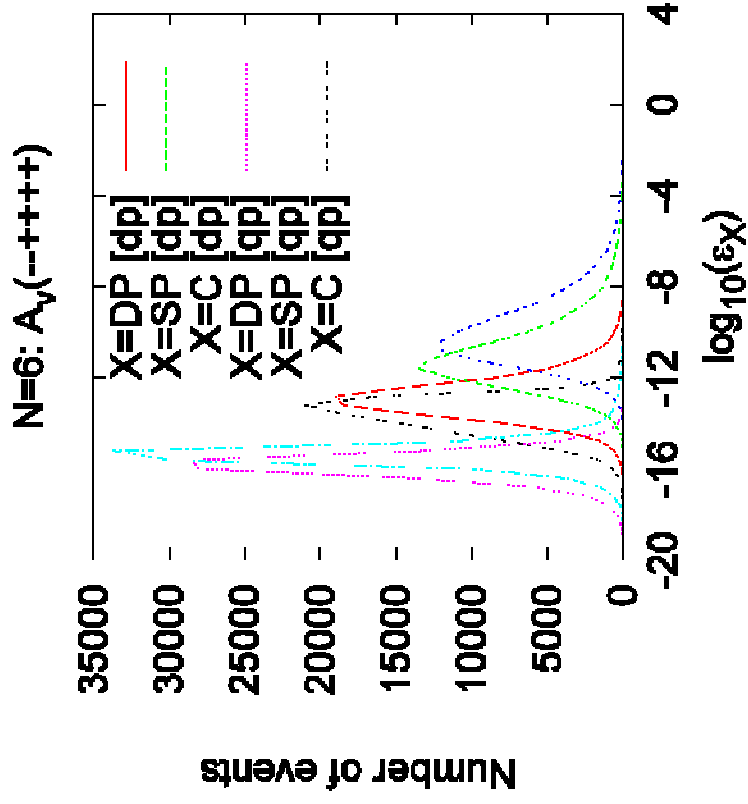 N=6: A_v(--++++)
X=DP [dp]
X=SP [dp]
X=C [dp]
X=DP [qp]
X=SP [qp]
X=C [qp]
35000
30000
25000
20000
15000
10000
5000
0
-20
-16
-12
-8
-4
0
4
Number of events
log₁₀(ε_X)